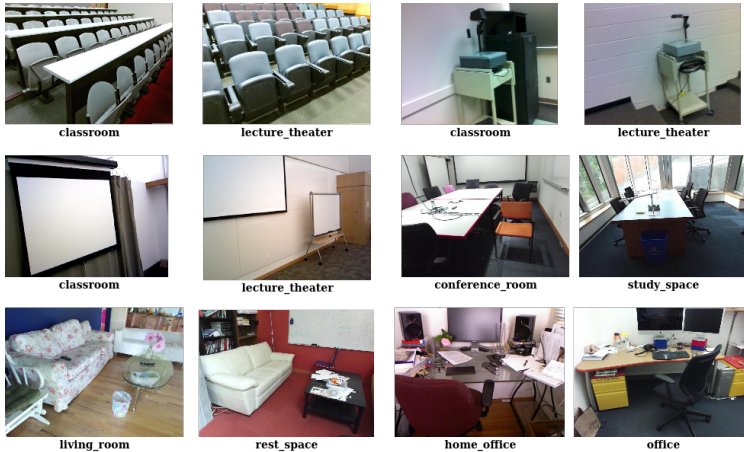 classroom
lecture_theater
classroom
lecture_theater
classroom
lecture_theater
conference_room
study_space
living_room
rest_space
home_office
office